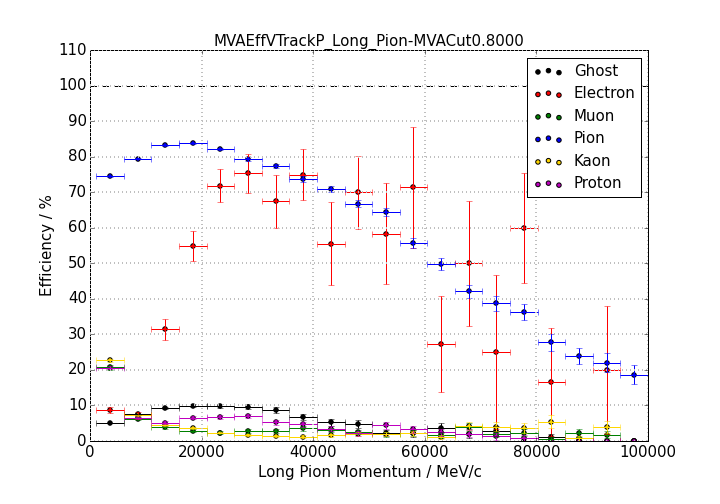 MVAEffVTrackP_Long_Pion-MVACut0.8000
110
100
90
80
70
60
50
40
30
20
10
0
Efficiency / %
Ghost
Electron
Muon
Pion
Kaon
Proton
0 20000 40000 60000 80000 100000
Long Pion Momentum / MeV/c